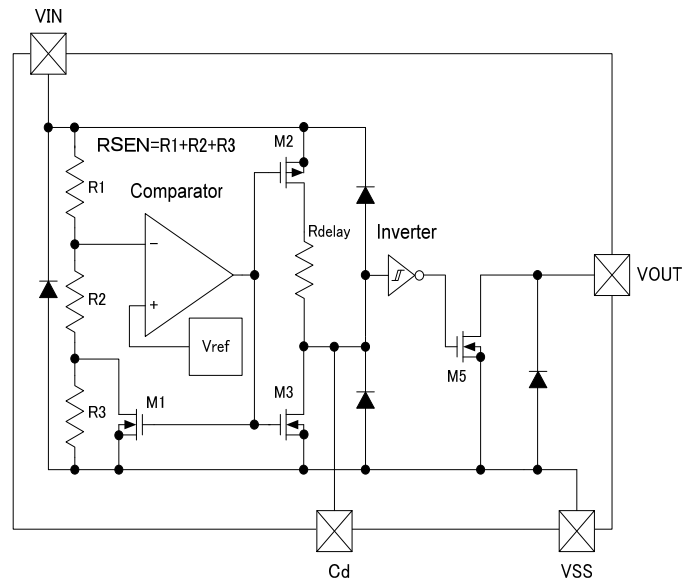 VIN
RSEN=R1+R2+R3
M2
R1
Comparator
Rdelay
Inverter
−
R2
+
Vref
VOUT
M5
R3
M1
M3
Cd
VSS